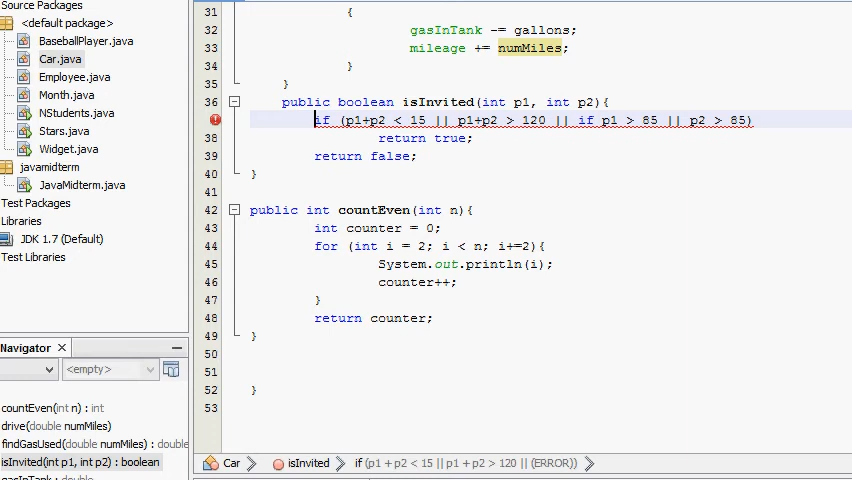 Source Packages
<default package>
BaseballPlayer.java
Car.java
Employee.java
Month.java
NStudents.java
Stars.java
Widget.java
javamidterm
JavaMidterm.java
Test Packages
Libraries
JDK 1.7 (Default)
Test Libraries
Navigator X
<empty>
countEven(int n) : int
drive(double numMiles)
findGasUsed(double numMiles) : double
isInvited(int p1, int p2) : boolean
gasInTank : double
31 {
32 gasInTank -= gallons;
33 mileage += numMiles;
34 }
35 }
36 public boolean isInvited(int p1, int p2){
if (p1+p2 < 15 || p1+p2 > 120 || if p1 > 85 || p2 > 85)
38 return true;
39 return false;
40 }
41
42 public int countEven(int n){
43 int counter = 0;
44 for (int i = 2; i < n; i+=2){
45 System.out.println(i);
46 counter++;
47 }
48 return counter;
49 }
50
51
52 }
53
Car isInvited if (p1 + p2 < 15 || p1 + p2 > 120 || (ERROR))